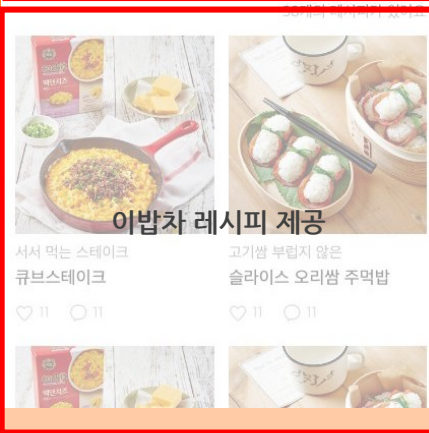 이밥차 레시피 제공
서서 먹는 스테이크
큐브스테이크
11 11
고기쌈 부럽지 않은
슬라이스 오리쌈 주먹밥
11 11